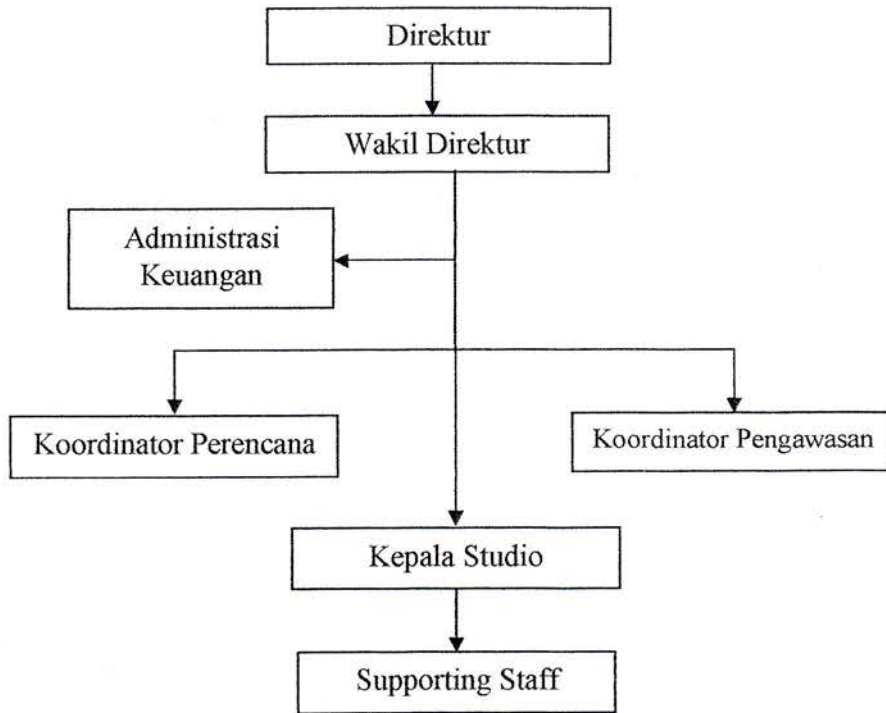 Direktur
Wakil Direktur
Administrasi
Keuangan
Koordinator Perencana
Koordinator Pengawasan
Kepala Studio
Supporting Staff